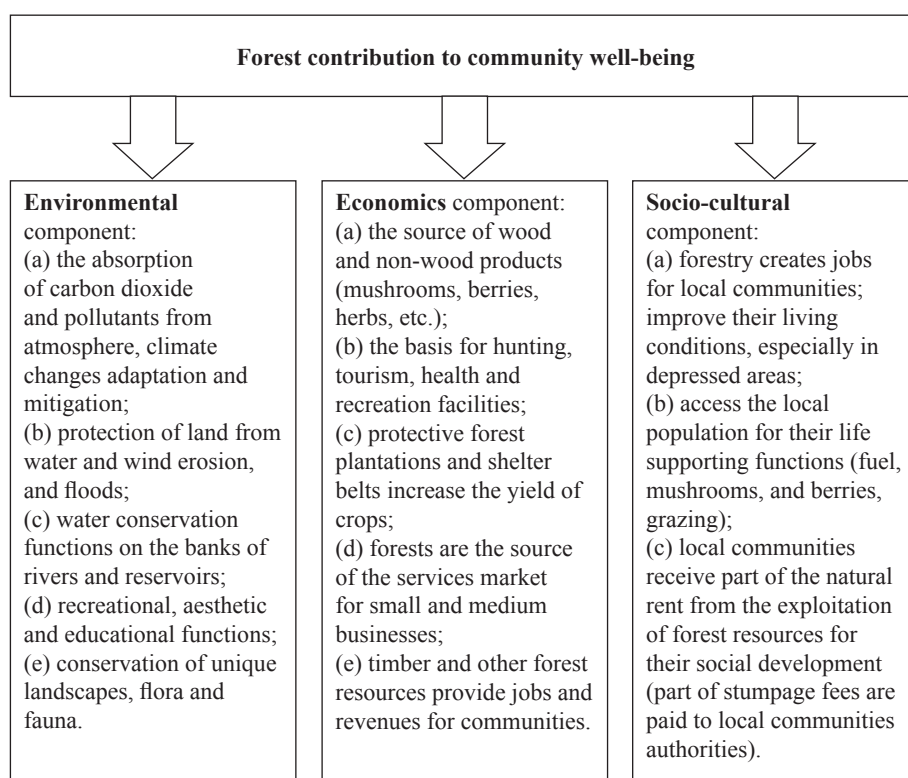 Forest contribution to community well-being
Environmental
component:
(a) the absorption
of carbon dioxide
and pollutants from
atmosphere, climate
changes adaptation and
mitigation;
(b) protection of land from
water and wind erosion,
and floods;
(c) water conservation
functions on the banks of
rivers and reservoirs;
(d) recreational, aesthetic
and educational functions;
(e) conservation of unique
landscapes, flora and
fauna.
Economics component:
(a) the source of wood
and non-wood products
(mushrooms, berries,
herbs, etc.);
(b) the basis for hunting,
tourism, health and
recreation facilities;
(c) protective forest
plantations and shelter
belts increase the yield of
crops;
(d) forests are the source
of the services market
for small and medium
businesses;
(e) timber and other forest
resources provide jobs and
revenues for communities.
Socio-cultural
component:
(a) forestry creates jobs
for local communities;
improve their living
conditions, especially in
depressed areas;
(b) access the local
population for their life
supporting functions (fuel,
mushrooms, and berries,
grazing);
(c) local communities
receive part of the natural
rent from the exploitation
of forest resources for
their social development
(part of stumpage fees are
paid to local communities
authorities).